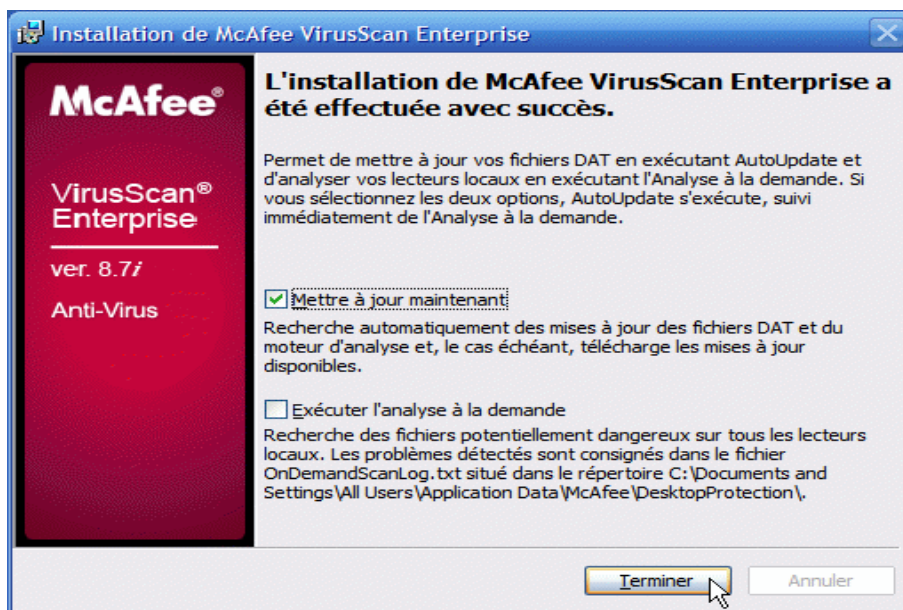 Installation de McAfee VirusScan Enterprise
McAfee®
VirusScan®
Enterprise
ver. 8.7i
Anti-Virus
L'installation de McAfee VirusScan Enterprise a
été effectuée avec succès.
Permet de mettre à jour vos fichiers DAT en exécutant AutoUpdate et
d'analyser vos lecteurs locaux en exécutant l'Analyse à la demande. Si
vous sélectionnez les deux options, AutoUpdate s'exécute, suivi
immédiatement de l'Analyse à la demande.
Mettre à jour maintenant
Recherche automatiquement des mises à jour des fichiers DAT et du
moteur d'analyse et, le cas échéant, télécharge les mises à jour
disponibles.
Exécuter l'analyse à la demande
Recherche des fichiers potentiellement dangereux sur tous les lecteurs
locaux. Les problèmes détectés sont consignés dans le fichier
OnDemandScanLog.txt situé dans le répertoire C:\Documents and
Settings\All Users\Application Data\McAfee\DesktopProtection\.
Terminer
Annuler